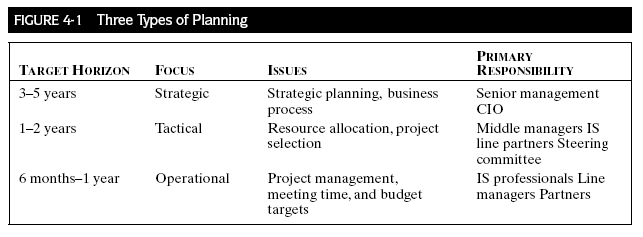 FIGURE 4-1 Three Types of Planning
PRIMARY
TARGET HORIZON FOCUS ISSUES RESPONSIBILITY
3–5 years Strategic Strategic planning, business Senior management
process CIO
1–2 years Tactical Resource allocation, project Middle managers IS
selection line partners Steering
committee
6 months–1 year Operational Project management, IS professionals Line
meeting time, and budget managers Partners
targets